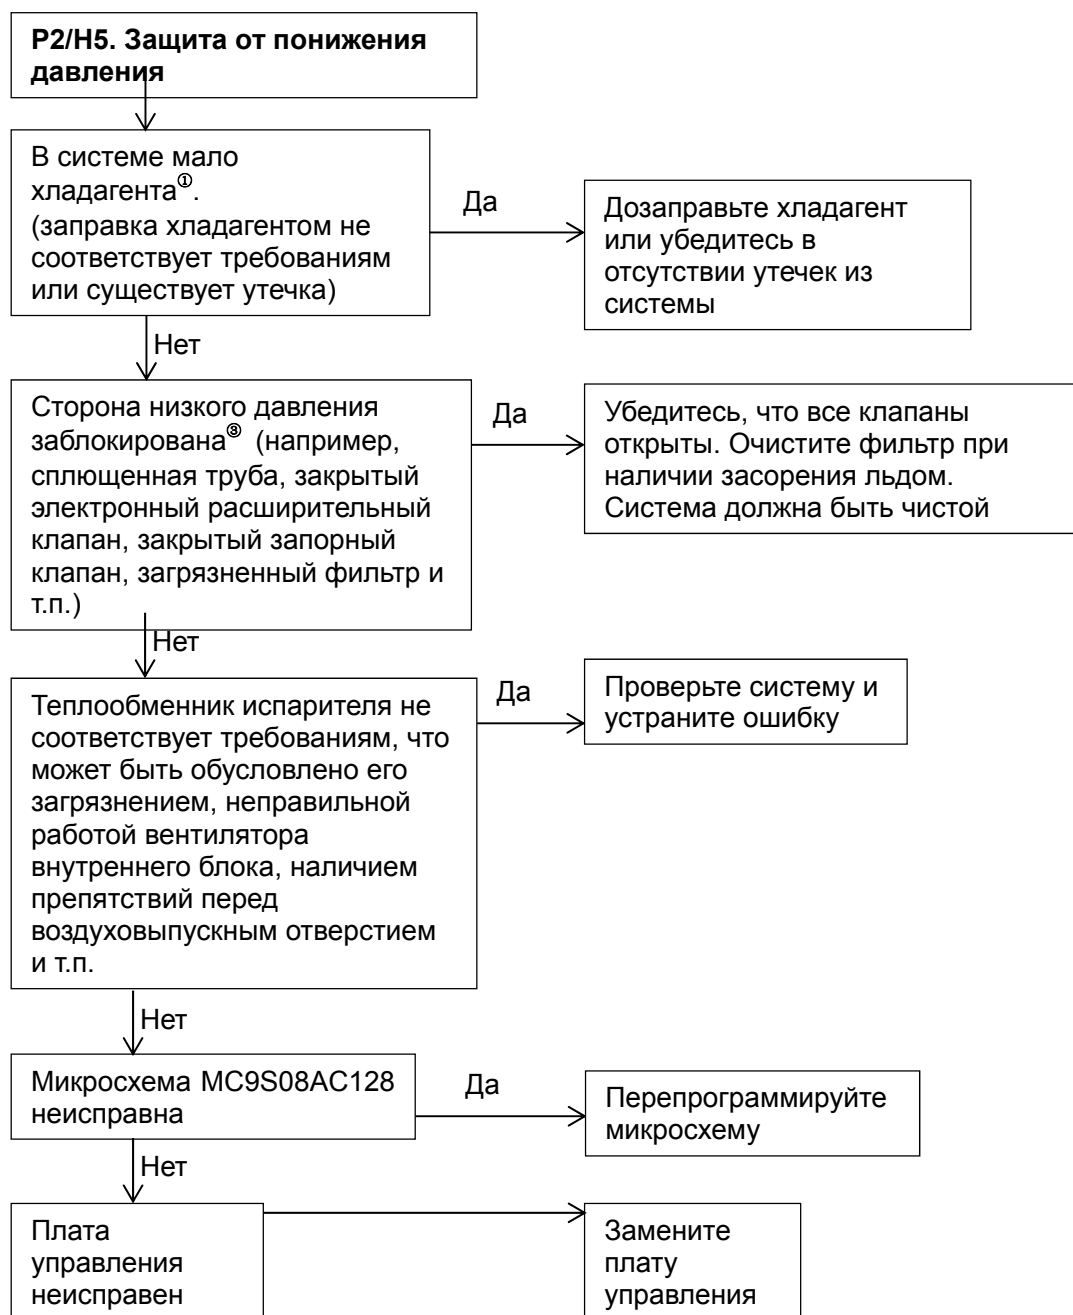 P2/H5. Защита от понижения
давления
В системе мало
хладагента①.
(заправка хладагентом не
соответствует требованиям
или существует утечка)
Да
Дозаправьте хладагент
или убедитесь в
отсутствии утечек из
системы
Нет
Сторона низкого давления
заблокирована③ (например,
сплющенная труба, закрытый
электронный расширительный
клапан, закрытый запорный
клапан, загрязненный фильтр и
т.п.)
Да
Убедитесь, что все клапаны
открыты. Очистите фильтр при
наличии засорения льдом.
Система должна быть чистой
Нет
Теплообменник испарителя не
соответствует требованиям, что
может быть обусловлено его
загрязнением, неправильной
работой вентилятора
внутреннего блока, наличием
препятствий перед
воздуховыпускным отверстием
и т.п.
Да
Проверьте систему и
устраните ошибку
Нет
Микросхема MC9S08AC128
неисправна
Да
Перепрограммируйте
микросхему
Нет
Плата
управления
неисправен
Замените
плату
управления